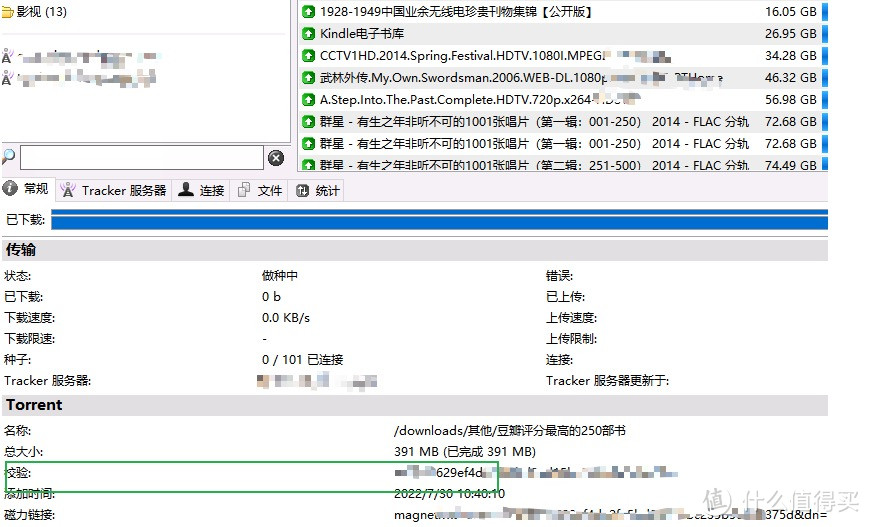 影视 (13)
1928-1949中国业余无线电珍贵刊物集锦【公开版】 16.05 GB
Kindle电子书库 26.95 GB
CCTV1HD.2014.Spring.Festival.HDTV.1080I.MPEG 34.28 GB
武林外传.My.Own.Swordsman.2006.WEB-DL.1080p 46.32 GB
A.Step.Into.The.Past.Complete.HDTV.720p.x264- 56.98 GB
群星 - 有生之年非听不可的1001张唱片（第一辑：001-250） 2014 - FLAC 分轨 72.68 GB
群星 - 有生之年非听不可的1001张唱片（第一辑：001-250） 2014 - FLAC 分轨 72.68 GB
群星 - 有生之年非听不可的1001张唱片（第二辑：251-500） 2014 - FLAC 分轨 74.49 GB
常规 Tracker 服务器 连接 文件 统计
已下载:
传输
状态: 做种中 错误:
已下载: 0 b 已上传:
下载速度: 0.0 KB/s 上传速度:
下载限速: - 上传限制:
种子: 0 / 101 已连接 连接:
Tracker 服务器: Tracker 服务器更新于:
Torrent
名称: /downloads/其他/豆瓣评分最高的250部书
总大小: 391 MB (已完成 391 MB)
校验: 629ef4d
添加时间: 2022/7/30 10:40:10
磁力链接: magnet 375d&dn=
值 什么值得买